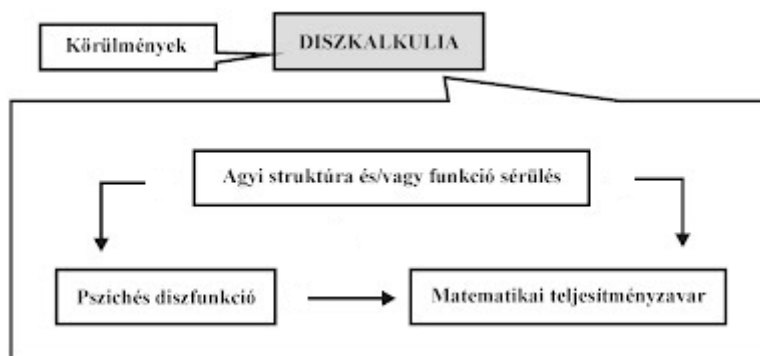 Körülmények
DISZKALKULIA
Agyi struktúra és/vagy funkció sérülés
Pszichés diszfunkció
Matematikai teljesítményzavar